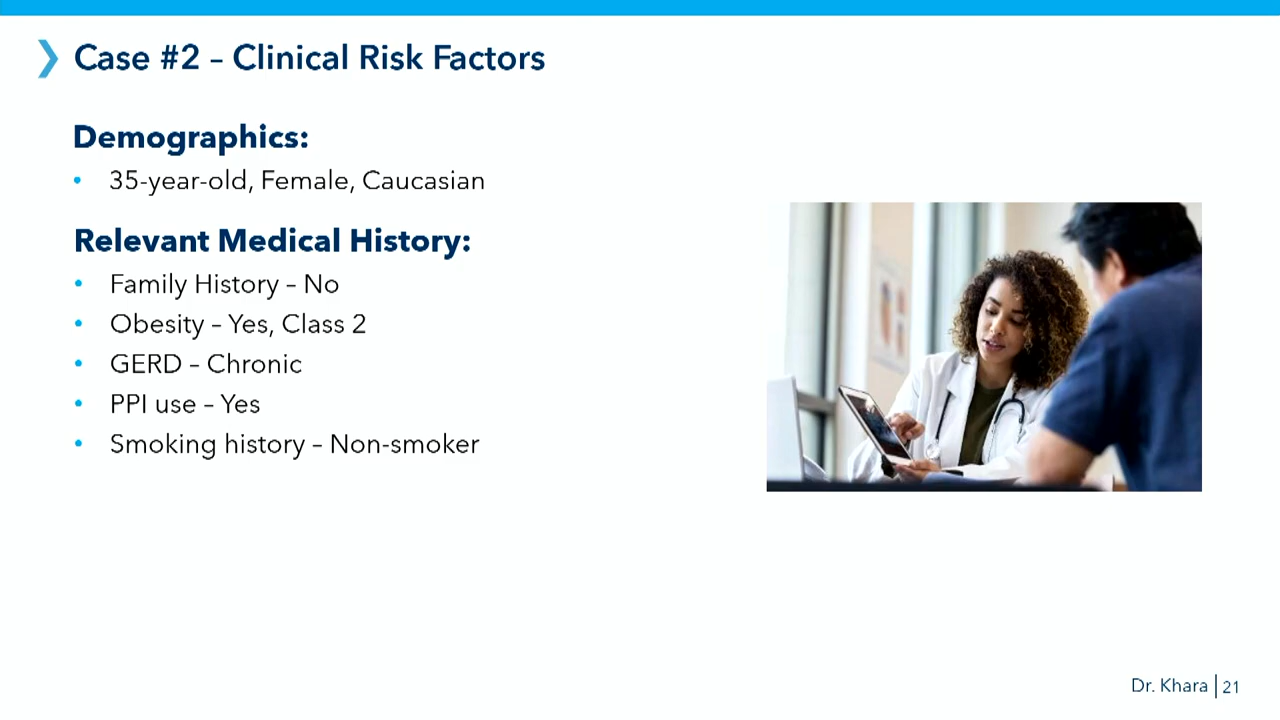 Case #2 – Clinical Risk Factors
Demographics:
• 35-year-old, Female, Caucasian
Relevant Medical History:
• Family History – No
• Obesity – Yes, Class 2
• GERD – Chronic
• PPI use – Yes
• Smoking history – Non-smoker
Dr. Khara | 21